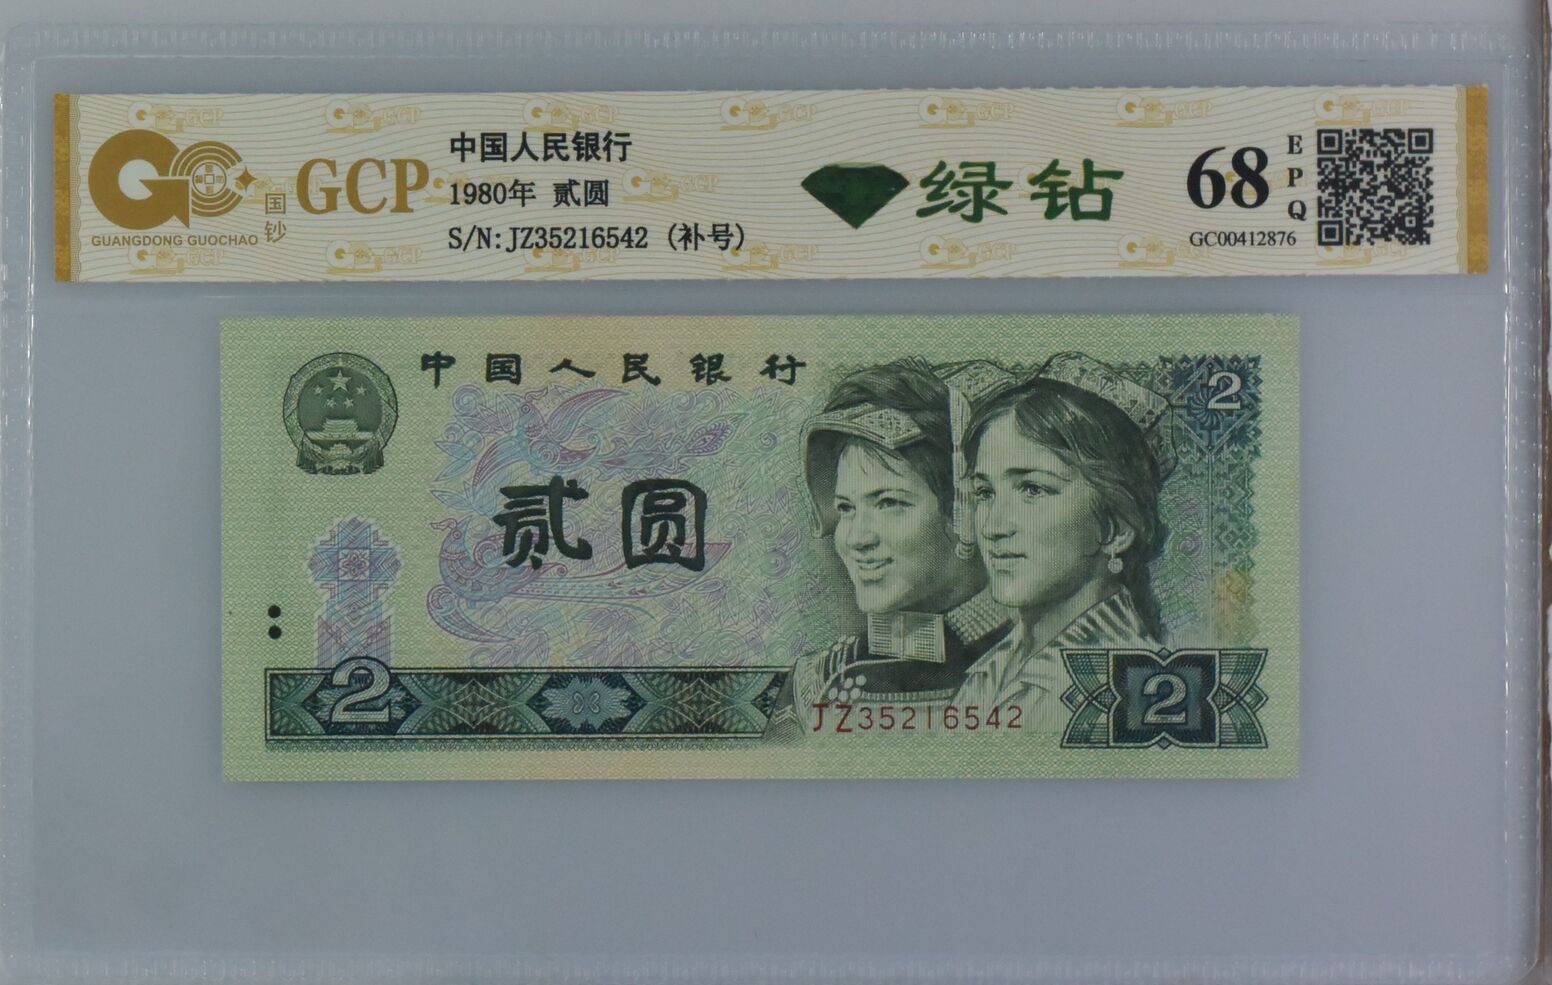 国钞
GUANGDONG GUOCHAO
GCP
中国人民银行
1980年 贰圆
S/N:JZ35216542 (补号)
绿钻
68
EPQ
GC00412876
中国人民银行
2
贰圆
2
JZ35216542
2